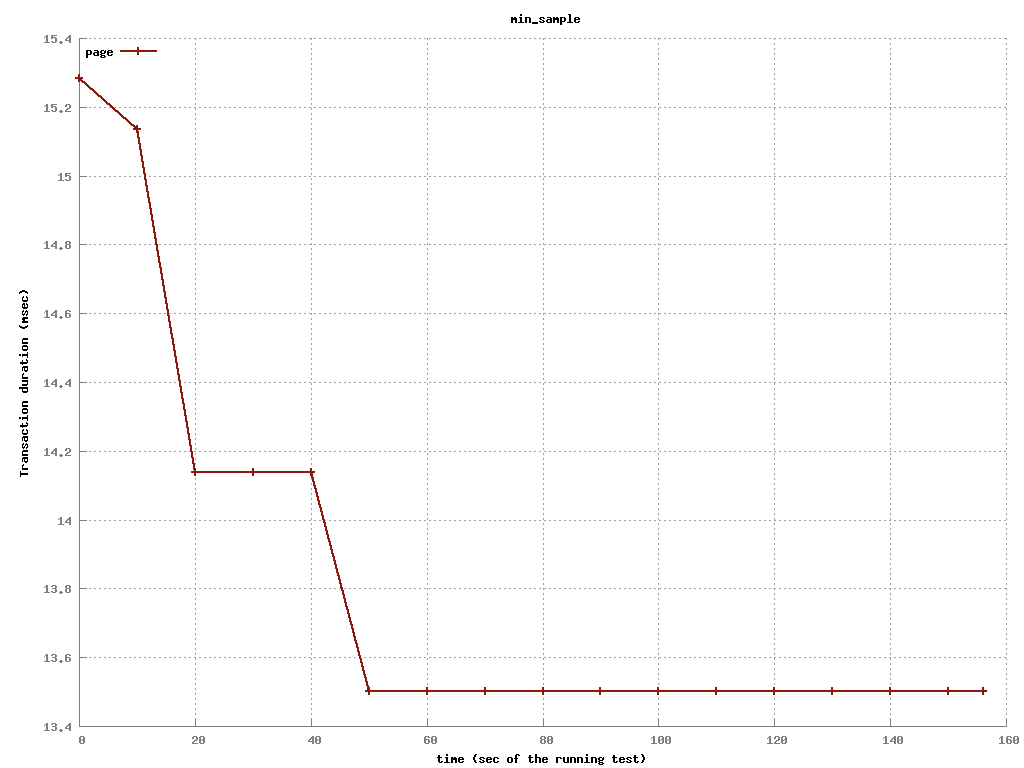 min_sample
page
15.4
15.2
15
14.8
14.6
14.4
14.2
14
13.8
13.6
13.4
Transaction duration (msec)
0 20 40 60 80 100 120 140 160
time (sec of the running test)